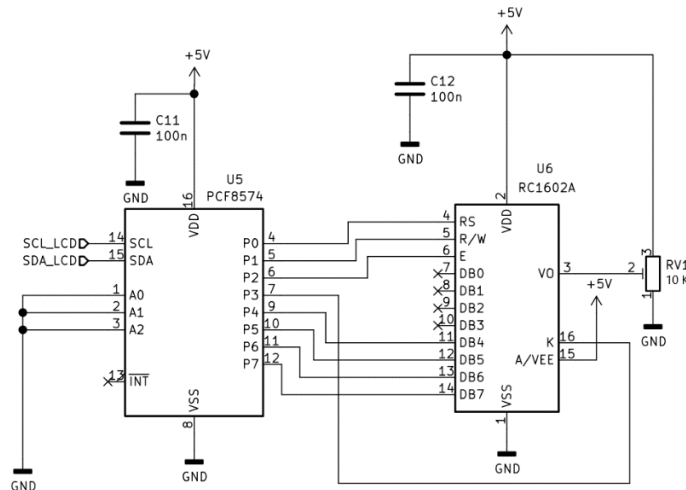 +5V
C11
100n
GND
U5
PCF8574
16
VDD
SCL_LCD
14
SCL
SDA_LCD
15
SDA
1
A0
2
A1
3
A2
13
INT
P0
4
P1
5
P2
6
P3
7
P4
9
P5
10
P6
11
P7
12
VSS
8
GND
GND
+5V
C12
100n
GND
U6
RC1602A
2
VDD
4
RS
5
R/W
6
E
7
DB0
8
DB1
9
DB2
10
DB3
11
DB4
12
DB5
13
DB6
14
DB7
VO
3
K
16
A/VEE
15
VSS
1
GND
+5V
2
3
1
RV1
10 K
GND